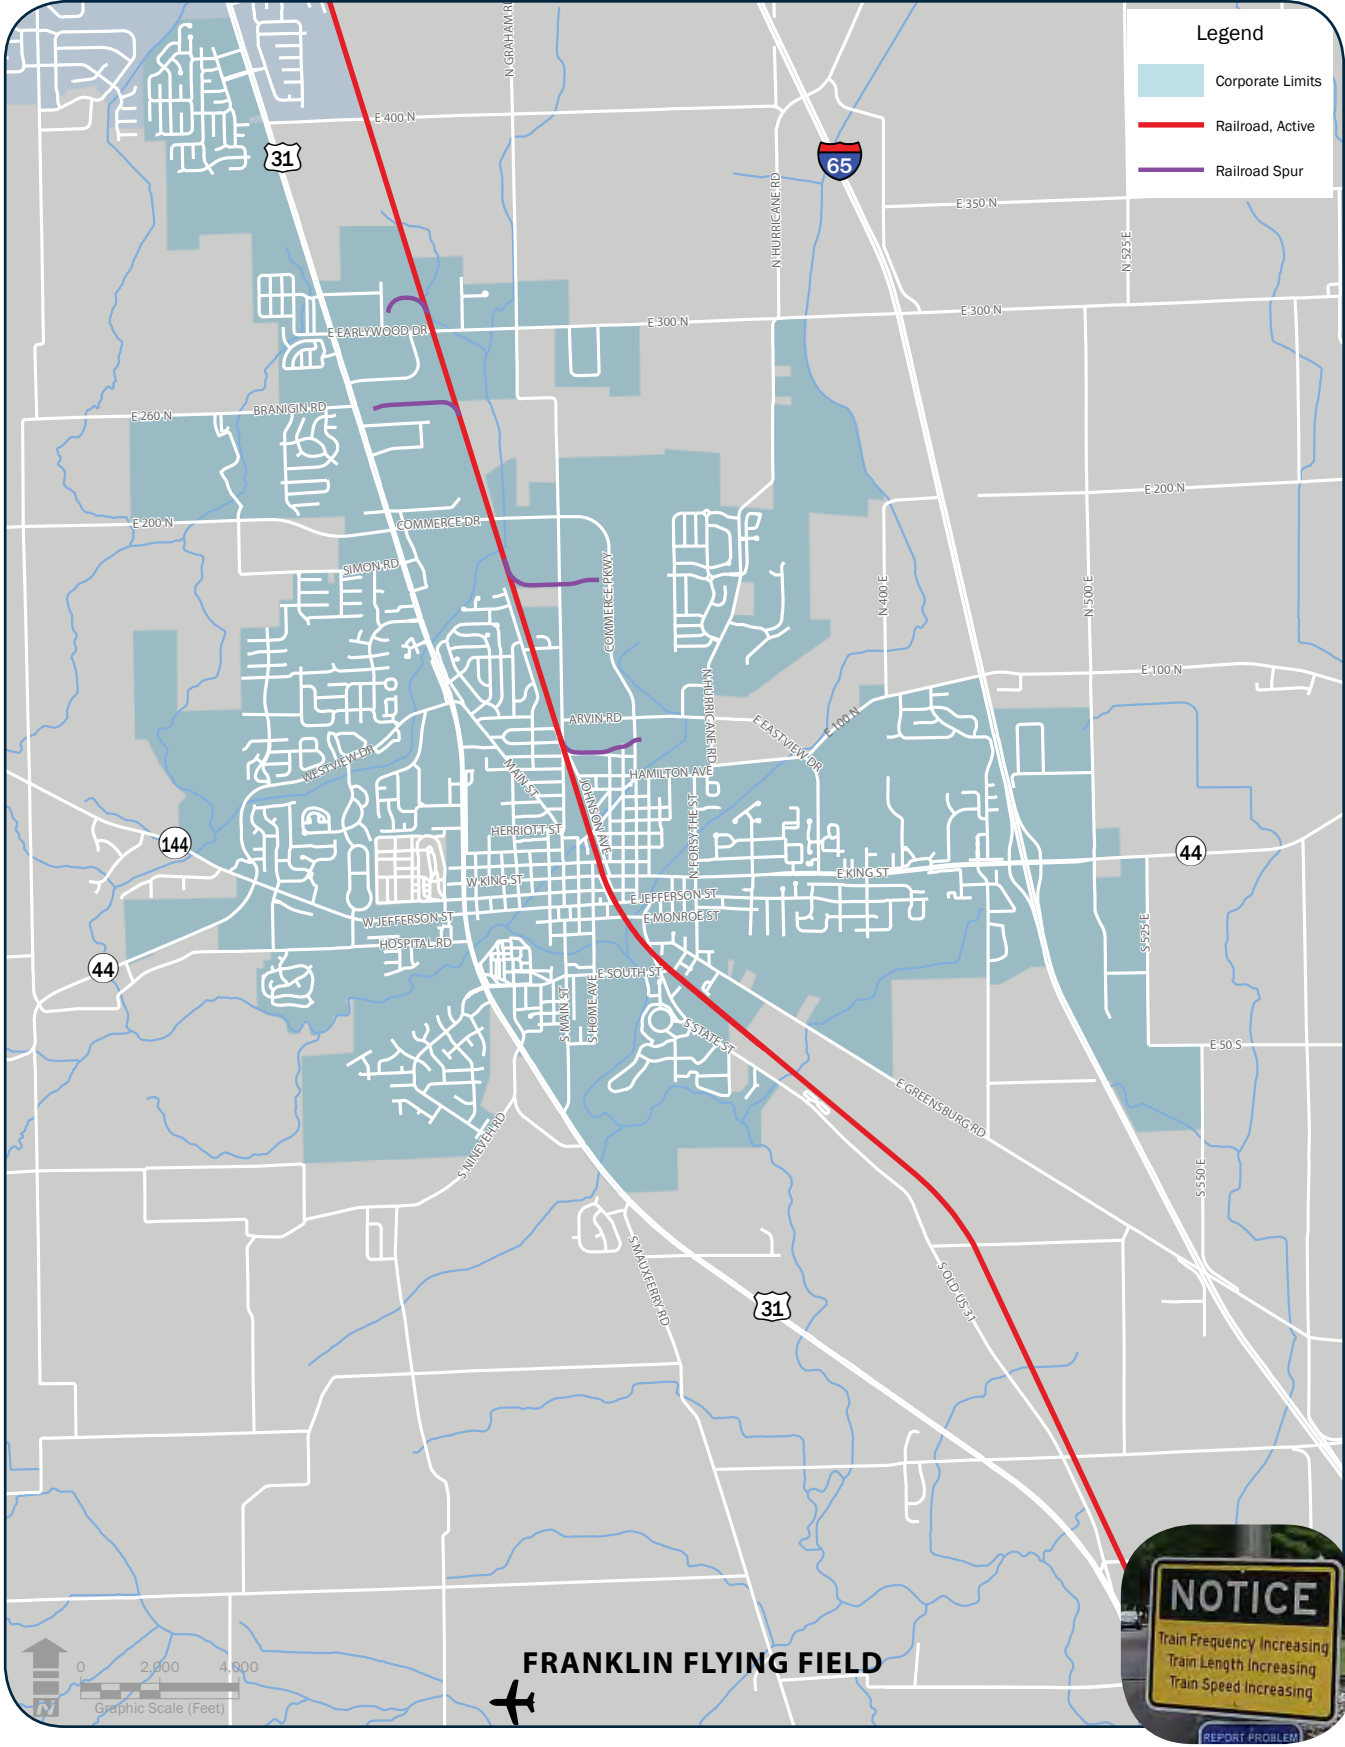 Legend
Corporate Limits
Railroad, Active
Railroad Spur
N GRAHAM RD
E 400 N
31
65
N HURRICANE RD
E 350 N
N 525 E
E 300 N
E 300 N
E EARLYWOOD DR
E 260 N
BRANIGIN RD
E 200 N
E 200 N
COMMERCE DR
SIMON RD
COMMERCE PKWY
N 400 E
N 500 E
E 100 N
N HURRICANE RD
ARVIN RD
E EASTVIEW DR
E 100 N
WESTVIEW DR
MAIN ST
HAMILTON AVE
JOHNSON AVE
N FORSYTHE ST
HERRIOTT ST
144
44
W KING ST
E KING ST
E JEFFERSON ST
W JEFFERSON ST
E MONROE ST
HOSPITAL RD
S 525 E
44
E SOUTH ST
S MAIN ST
S HOME AVE
S STATE ST
E 50 S
E GREENSBURG RD
S NINEVEH RD
S 550 E
S MAUXFERRY RD
S OLD US 31
31
NOTICE
Train Frequency Increasing
Train Length Increasing
Train Speed Increasing
REPORT PROBLEM
FRANKLIN FLYING FIELD
0 2,000 4,000
Graphic Scale (Feet)
N